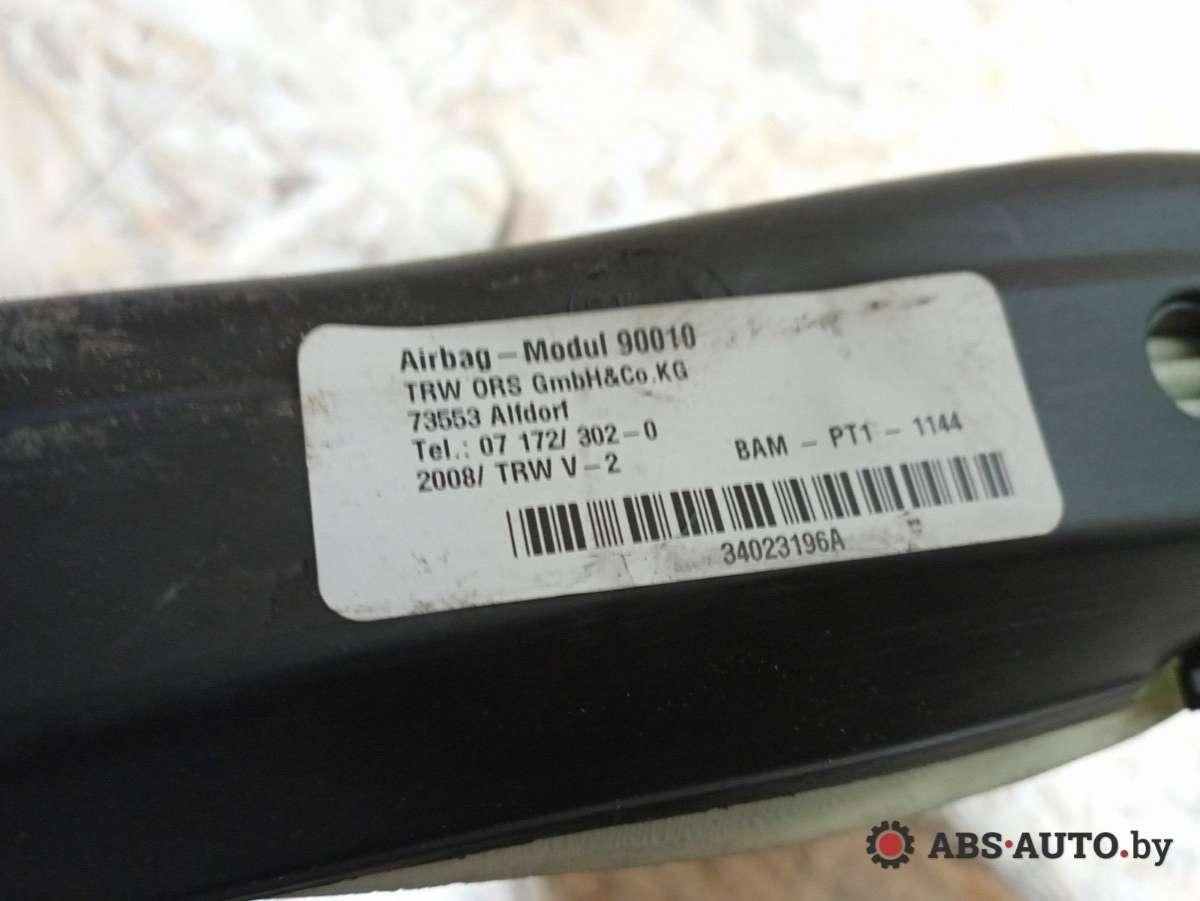 Airbag – Modul 90010
TRW ORS GmbH&Co.KG
73553 Alfdorf
Tel.: 07 172/ 302-0
2008/ TRW V-2
BAM – PT1 – 1144
34023196A
ABS-AUTO.by